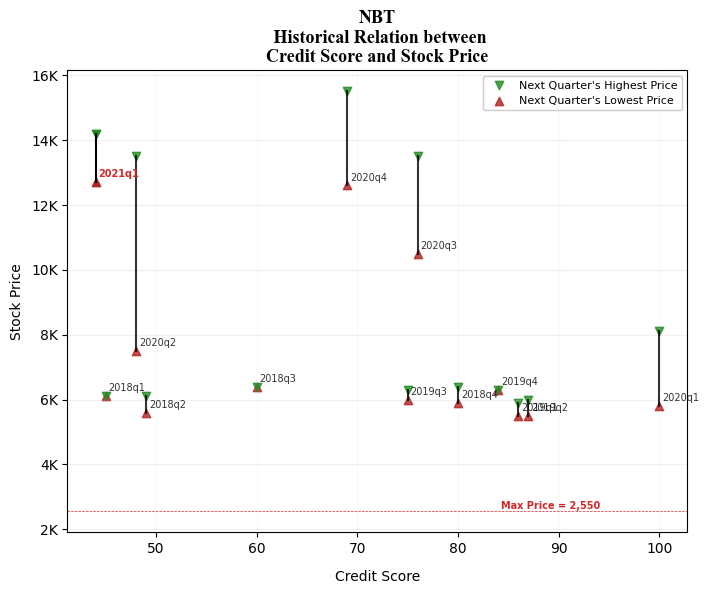 NBT
Historical Relation between
Credit Score and Stock Price
Next Quarter's Highest Price
Next Quarter's Lowest Price
16K
14K
12K
10K
8K
6K
4K
2K
Stock Price
2021q1
2020q4
2020q3
2020q2
2018q1
2018q2
2018q3
2019q3
2018q4
2019q4
2019q2
2020q1
Max Price = 2,550
50
60
70
80
90
100
Credit Score